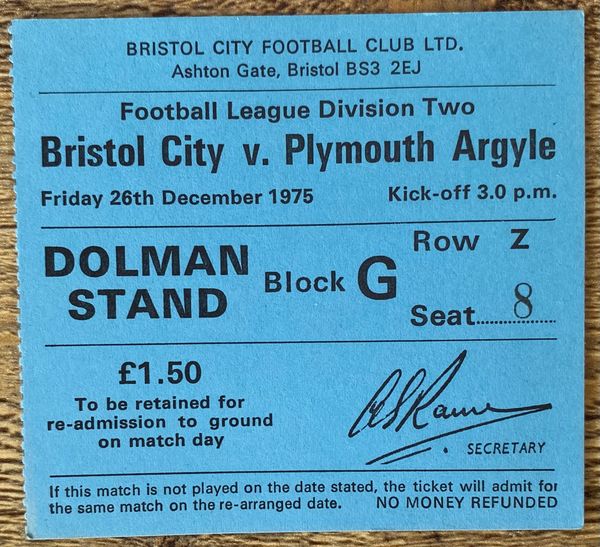 BRISTOL CITY FOOTBALL CLUB LTD.
Ashton Gate, Bristol BS3 2EJ
Football League Division Two
Bristol City v. Plymouth Argyle
Friday 26th December 1975 Kick-off 3.0 p.m.
DOLMAN STAND
Block G
Row Z
Seat 8
£1.50
To be retained for
re-admission to ground
on match day
SECRETARY
If this match is not played on the date stated, the ticket will admit for
the same match on the re-arranged date. NO MONEY REFUNDED